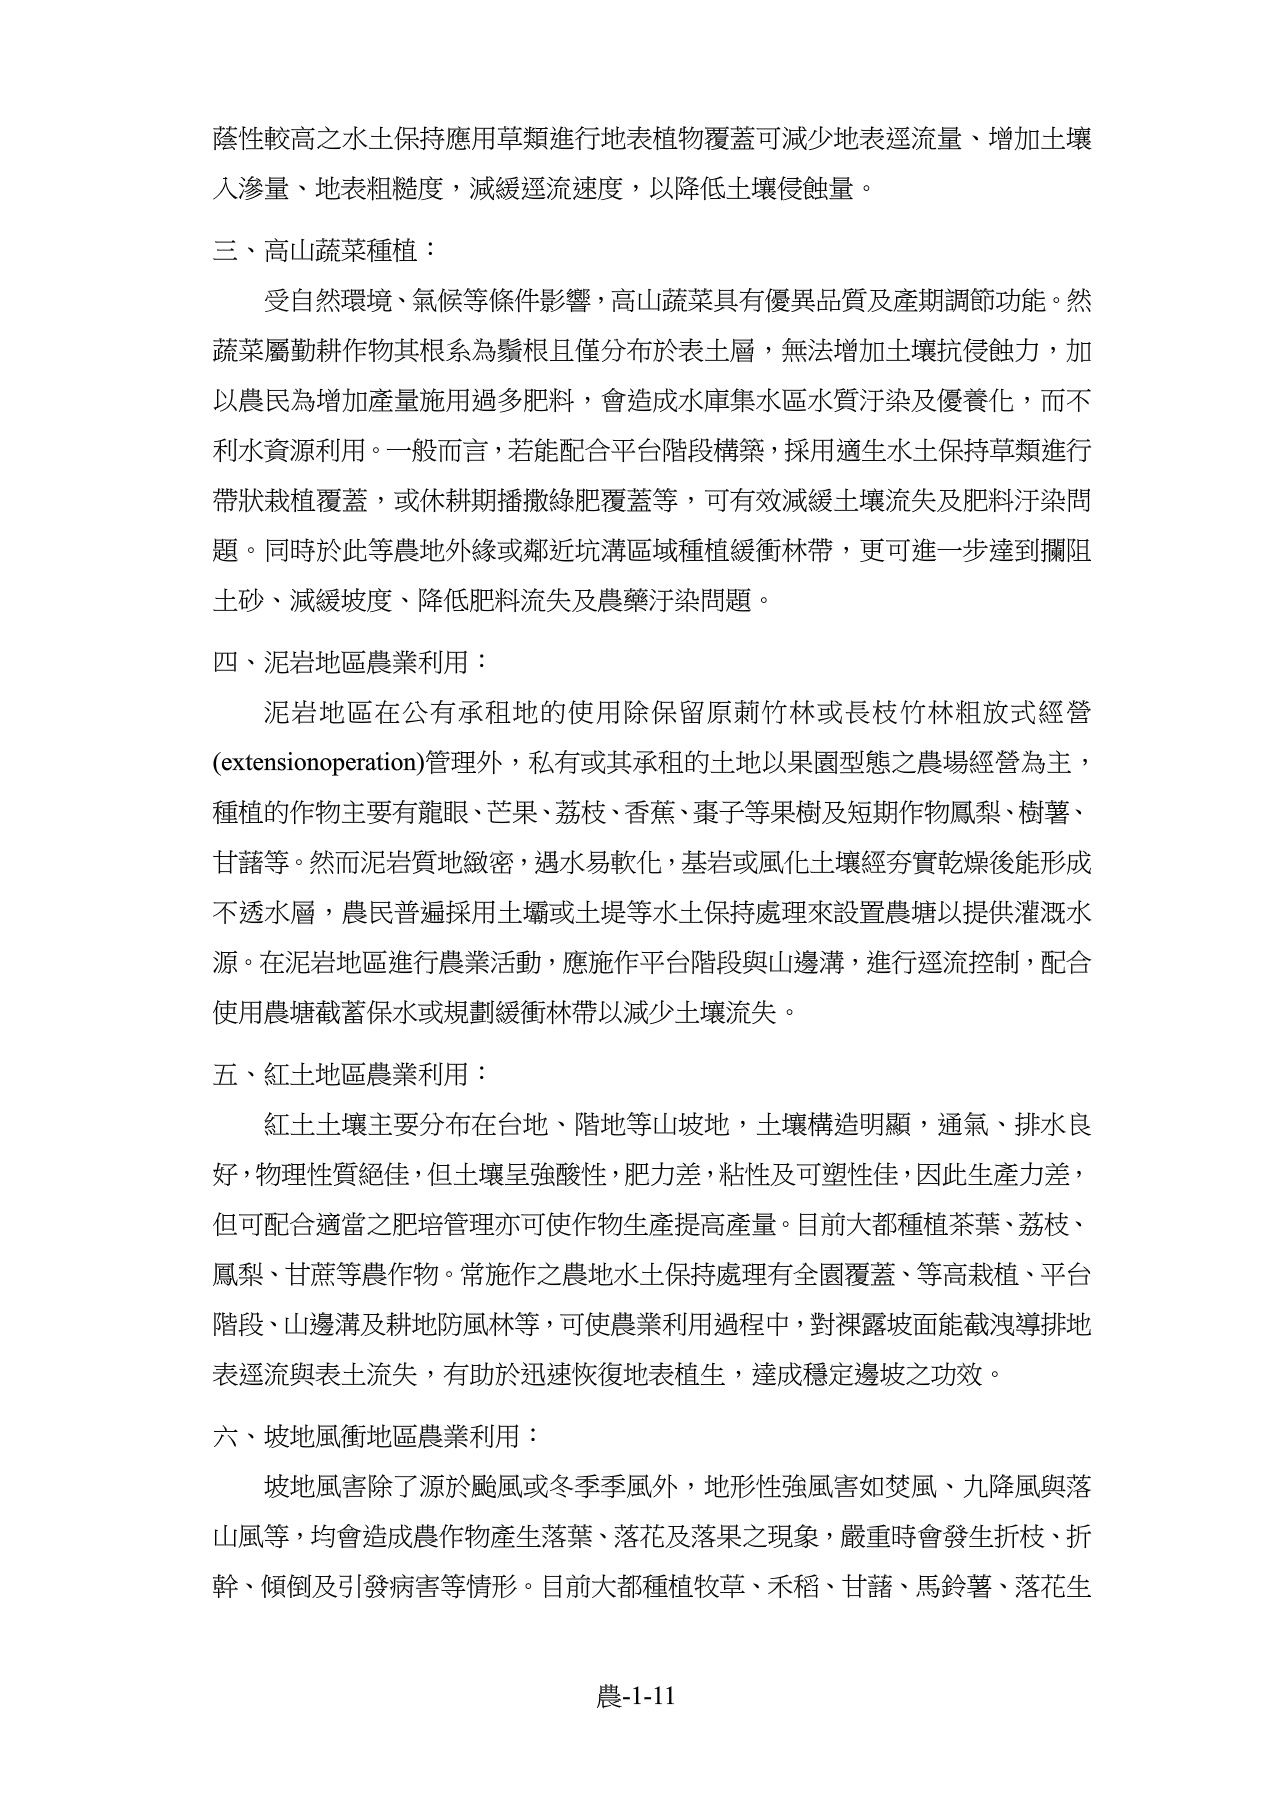 蔭性較高之水土保持應用草類進行地表植物覆蓋可減少地表逕流量、增加土壤
入滲量、地表粗糙度，減緩逕流速度，以降低土壤侵蝕量。
三、高山蔬菜種植：
受自然環境、氣候等條件影響，高山蔬菜具有優異品質及產期調節功能。然
蔬菜屬勤耕作物其根系為鬚根且僅分布於表土層，無法增加土壤抗侵蝕力，加
以農民為增加產量施用過多肥料，會造成水庫集水區水質汙染及優養化，而不
利水資源利用。一般而言，若能配合平台階段構築，採用適生水土保持草類進行
帶狀栽植覆蓋，或休耕期播撒綠肥覆蓋等，可有效減緩土壤流失及肥料汙染問
題。同時於此等農地外緣或鄰近坑溝區域種植緩衝林帶，更可進一步達到攔阻
土砂、減緩坡度、降低肥料流失及農藥汙染問題。
四、泥岩地區農業利用：
泥岩地區在公有承租地的使用除保留原莿竹林或長枝竹林粗放式經營
(extensionoperation)管理外，私有或其承租的土地以果園型態之農場經營為主，
種植的作物主要有龍眼、芒果、荔枝、香蕉、棗子等果樹及短期作物鳳梨、樹薯、
甘藷等。然而泥岩質地緻密，遇水易軟化，基岩或風化土壤經夯實乾燥後能形成
不透水層，農民普遍採用土壩或土堤等水土保持處理來設置農塘以提供灌溉水
源。在泥岩地區進行農業活動，應施作平台階段與山邊溝，進行逕流控制，配合
使用農塘截蓄保水或規劃緩衝林帶以減少土壤流失。
五、紅土地區農業利用：
紅土土壤主要分布在台地、階地等山坡地，土壤構造明顯，通氣、排水良
好，物理性質絕佳，但土壤呈強酸性，肥力差，粘性及可塑性佳，因此生產力差，
但可配合適當之肥培管理亦可使作物生產提高產量。目前大都種植茶葉、荔枝、
鳳梨、甘蔗等農作物。常施作之農地水土保持處理有全園覆蓋、等高栽植、平台
階段、山邊溝及耕地防風林等，可使農業利用過程中，對裸露坡面能截洩導排地
表逕流與表土流失，有助於迅速恢復地表植生，達成穩定邊坡之功效。
六、坡地風衝地區農業利用：
坡地風害除了源於颱風或冬季季風外，地形性強風害如焚風、九降風與落
山風等，均會造成農作物產生落葉、落花及落果之現象，嚴重時會發生折枝、折
幹、傾倒及引發病害等情形。目前大都種植牧草、禾稻、甘藷、馬鈴薯、落花生
農-1-11